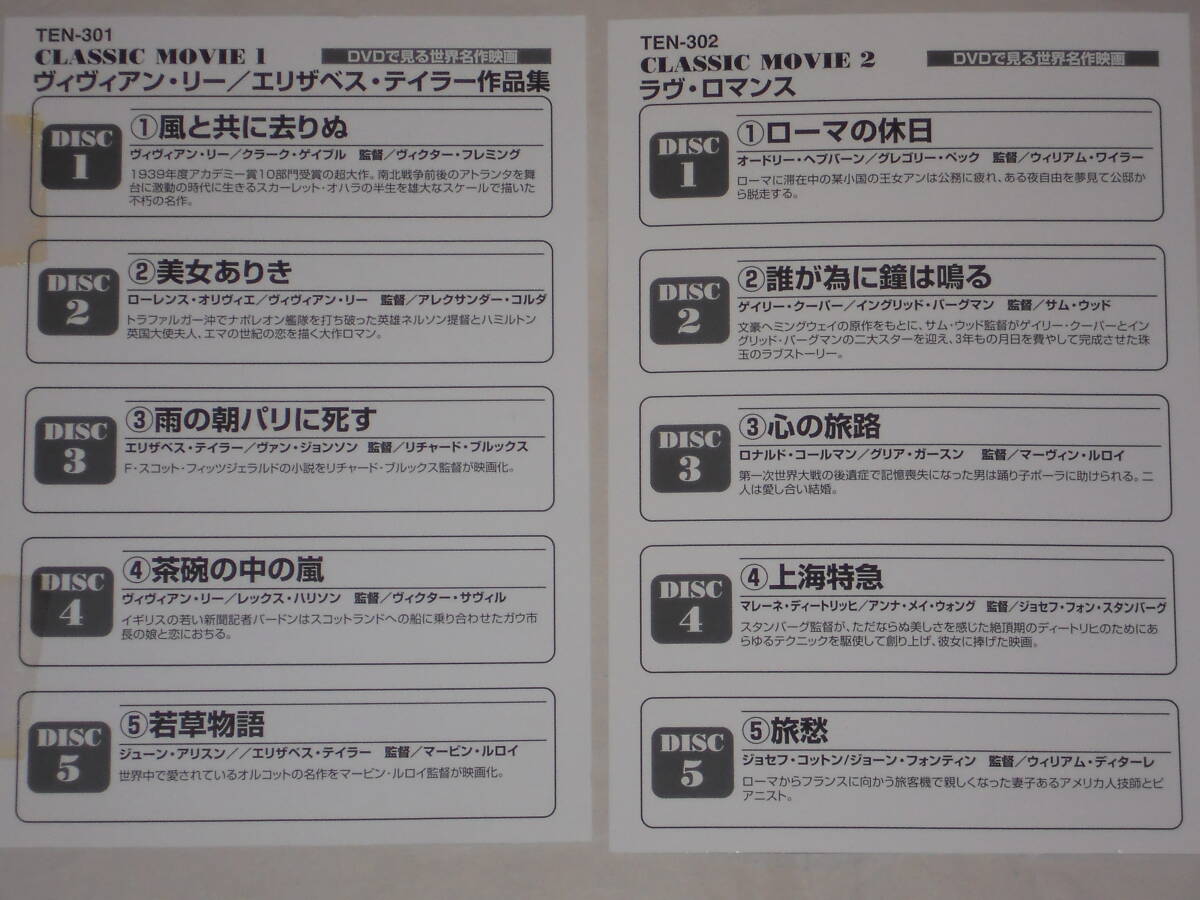 TEN-301
CLASSIC MOVIE 1
DVDで見る世界名作映画
ヴィヴィアン・リー／エリザベス・テイラー作品集
DISC
1
①風と共に去りぬ
ヴィヴィアン・リー／クラーク・ゲイブル　監督／ヴィクター・フレミング
1939年度アカデミー賞10部門受賞の超大作。南北戦争前後のアトランタを舞
台に激動の時代に生きるスカーレット・オハラの半生を雄大なスケールで描いた
不朽の名作。
DISC
2
②美女ありき
ローレンス・オリヴィエ／ヴィヴィアン・リー　監督／アレクサンダー・コルダ
トラファルガー沖でナポレオン艦隊を打ち破った英雄ネルソン提督とハミルトン
英国大使夫人、エマの世紀の恋を描く大作ロマン。
DISC
3
③雨の朝パリに死す
エリザベス・テイラー／ヴァン・ジョンソン　監督／リチャード・ブルックス
F・スコット・フィッツジェラルドの小説をリチャード・ブルックス監督が映画化。
DISC
4
④茶碗の中の嵐
ヴィヴィアン・リー／レックス・ハリソン　監督／ヴィクター・サヴィル
イギリスの若い新聞記者バードンはスコットランドへの船に乗り合わせたガウ市
長の娘と恋におちる。
DISC
5
⑤若草物語
ジューン・アリスン／／エリザベス・テイラー　監督／マービン・ルロイ
世界中で愛されているオルコットの名作をマービン・ルロイ監督が映画化。
TEN-302
CLASSIC MOVIE 2
DVDで見る世界名作映画
ラヴ・ロマンス
DISC
1
①ローマの休日
オードリー・ヘプバーン／グレゴリー・ペック　監督／ウィリアム・ワイラー
ローマに滞在中の某小国の王女アンは公務に疲れ、ある夜自由を夢見て公邸か
ら脱走する。
DISC
2
②誰が為に鐘は鳴る
ゲイリー・クーパー／イングリッド・バーグマン　監督／サム・ウッド
文豪ヘミングウェイの原作をもとに、サム・ウッド監督がゲイリー・クーパーとイン
グリッド・バーグマンの二大スターを迎え、3年もの月日を費やして完成させた珠
玉のラブストーリー。
DISC
3
③心の旅路
ロナルド・コールマン／グリア・ガースン　監督／マーヴィン・ルロイ
第一次世界大戦の後遺症で記憶喪失になった男は踊り子ポーラに助けられる。二
人は愛し合い結婚。
DISC
4
④上海特急
マレーネ・ディートリッヒ／アンナ・メイ・ウォング　監督／ジョセフ・フォン・スタンバーグ
スタンバーグ監督が、ただならぬ美しさを感じた絶頂期のディートリヒのためにあ
らゆるテクニックを駆使して創り上げ、彼女に捧げた映画。
DISC
5
⑤旅愁
ジョセフ・コットン/ジョーン・フォンティン　監督／ウィリアム・ディターレ
ローマからフランスに向かう旅客機で親しくなった妻子あるアメリカ人技師とピ
アニスト。